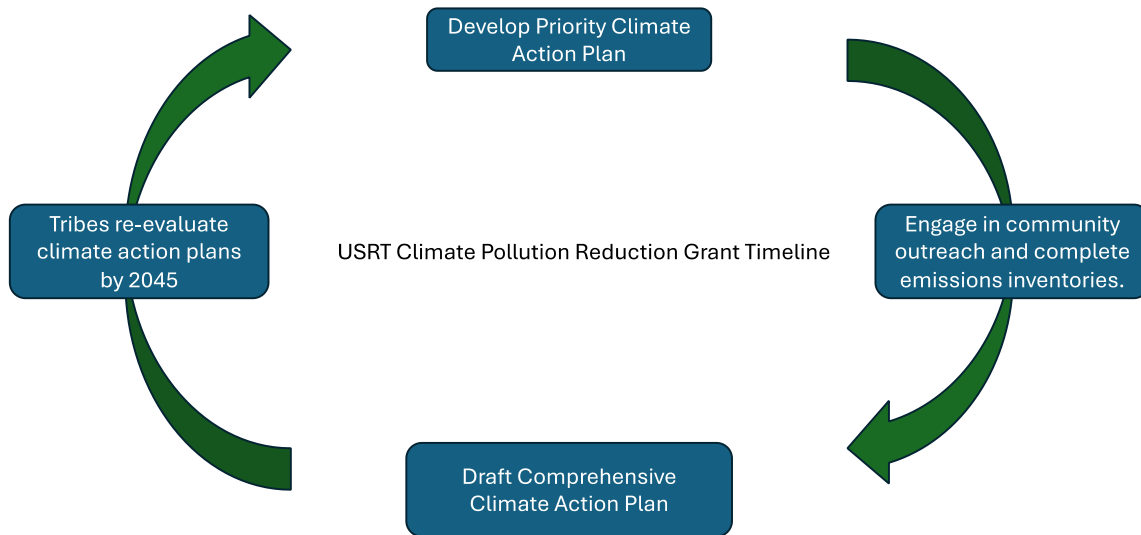 Develop Priority Climate
Action Plan
Tribes re-evaluate
climate action plans
by 2045
USRT Climate Pollution Reduction Grant Timeline
Engage in community
outreach and complete
emissions inventories.
Draft Comprehensive
Climate Action Plan